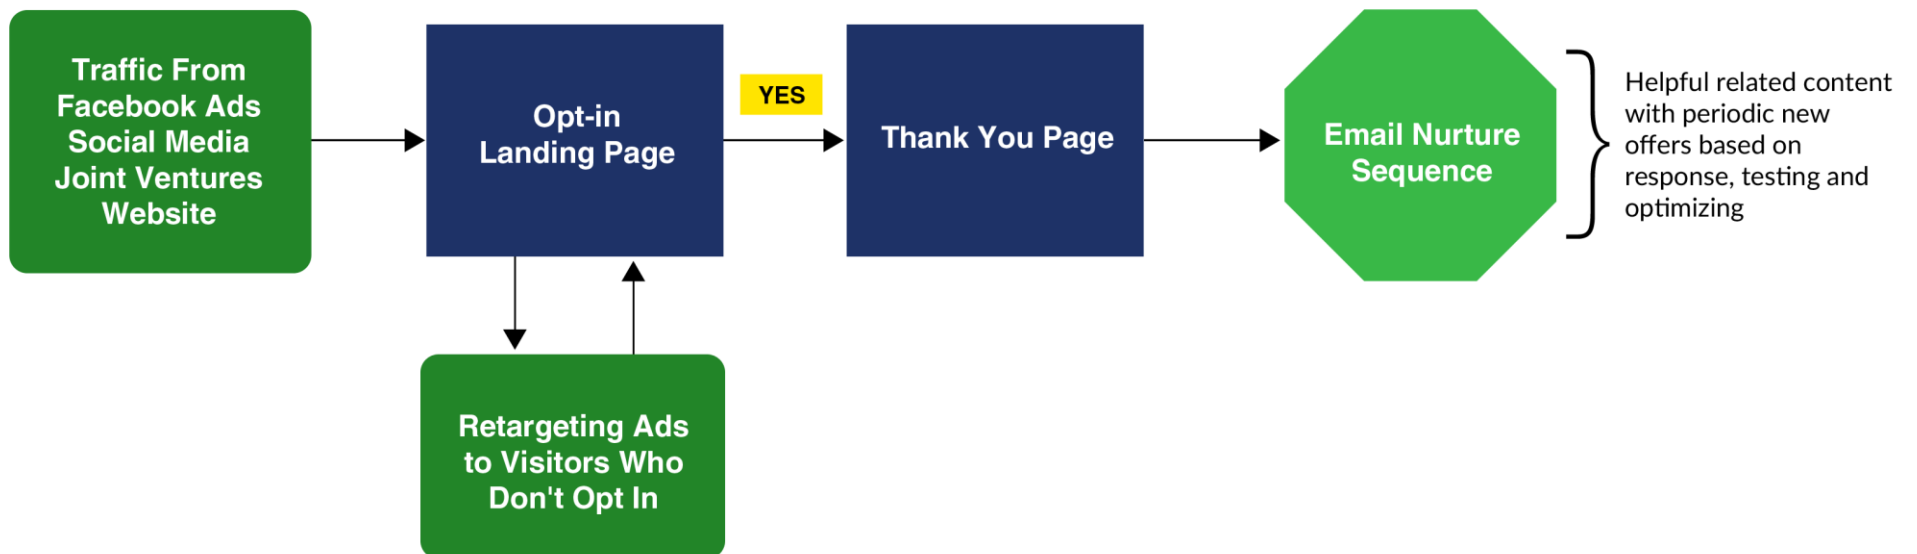 Traffic From
Facebook Ads
Social Media
Joint Ventures
Website
Opt-in
Landing Page
YES
Thank You Page
Email Nurture
Sequence
Helpful related content
with periodic new
offers based on
response, testing and
optimizing
Retargeting Ads
to Visitors Who
Don't Opt In